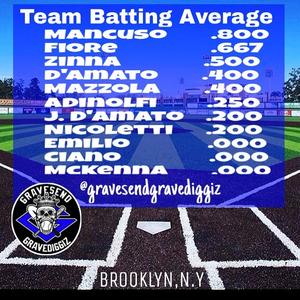 Team Batting Average
Mancuso .800
Fiore .667
Zinna .500
D'Amato .400
Mazzola .400
Adinolfi .250
J. D'Amato .200
Nicoletti .200
Emilio .000
Ciano .000
McKenna .000
@gravesendgravediggiz
GRAVESEND
GRAVEDIGGIZ
BROOKLYN,N.Y